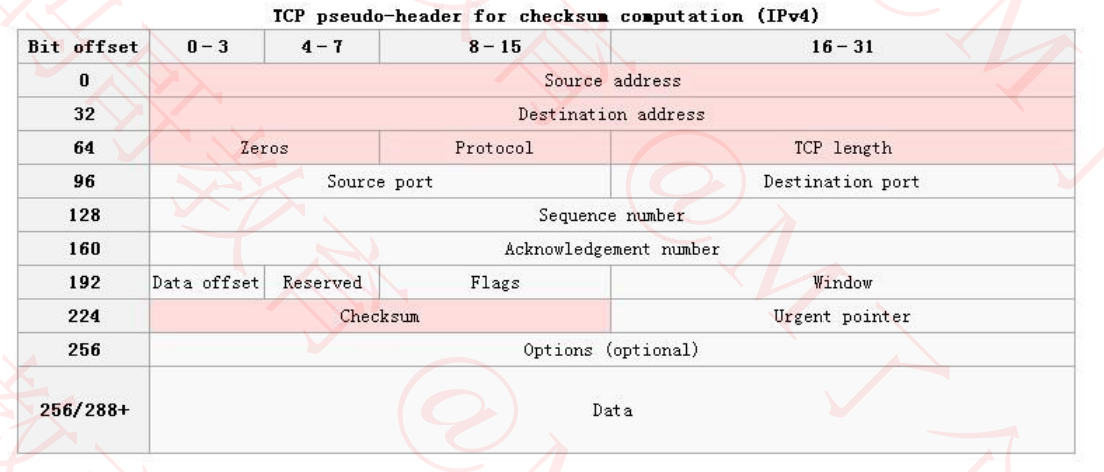 TCP pseudo-header for checksum computation (IPv4)
Bit offset 0-3 4-7 8-15 16-31
0 Source address
32 Destination address
64 Zeros Protocol TCP length
96 Source port Destination port
128 Sequence number
160 Acknowledgement number
192 Data offset Reserved Flags Window
224 Checksum Urgent pointer
256 Options (optional)
256/288+ Data